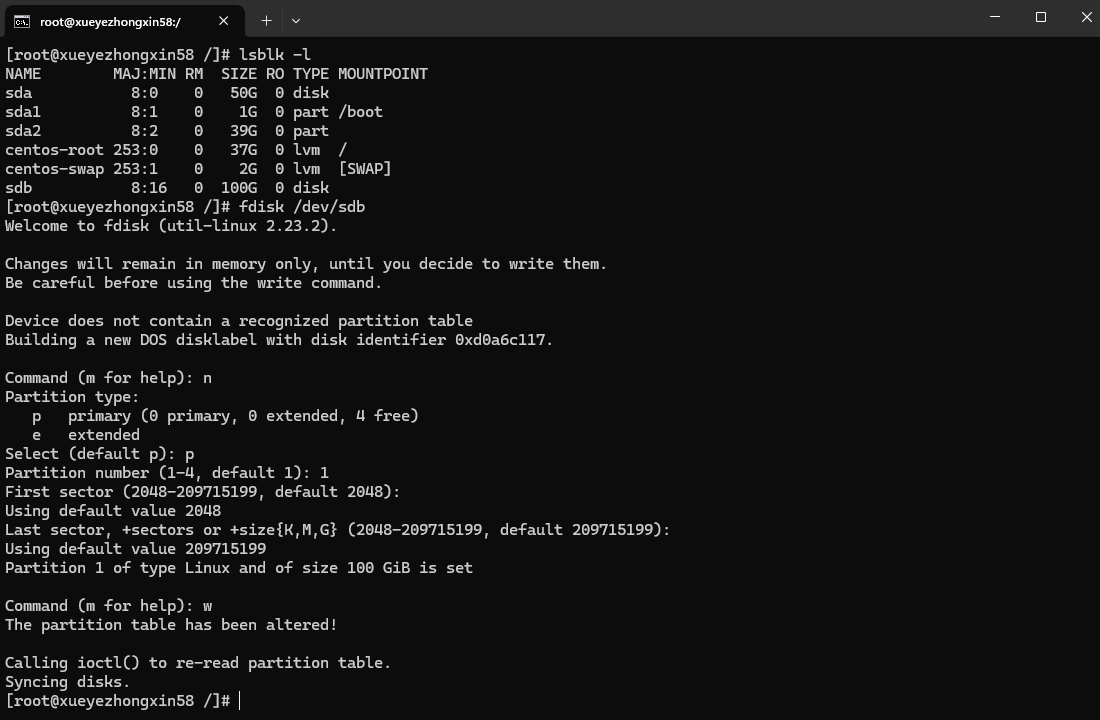 root@xueyezhongxin58:/
[root@xueyezhongxin58 /]# lsblk -l
NAME        MAJ:MIN RM  SIZE RO TYPE MOUNTPOINT
sda           8:0    0   50G  0 disk
sda1          8:1    0    1G  0 part /boot
sda2          8:2    0   39G  0 part
centos-root 253:0    0   37G  0 lvm  /
centos-swap 253:1    0    2G  0 lvm  [SWAP]
sdb           8:16   0  100G  0 disk
[root@xueyezhongxin58 /]# fdisk /dev/sdb
Welcome to fdisk (util-linux 2.23.2).

Changes will remain in memory only, until you decide to write them.
Be careful before using the write command.

Device does not contain a recognized partition table
Building a new DOS disklabel with disk identifier 0xd0a6c117.

Command (m for help): n
Partition type:
   p   primary (0 primary, 0 extended, 4 free)
   e   extended
Select (default p): p
Partition number (1-4, default 1): 1
First sector (2048-209715199, default 2048):
Using default value 2048
Last sector, +sectors or +size{K,M,G} (2048-209715199, default 209715199):
Using default value 209715199
Partition 1 of type Linux and of size 100 GiB is set

Command (m for help): w
The partition table has been altered!

Calling ioctl() to re-read partition table.
Syncing disks.
[root@xueyezhongxin58 /]#